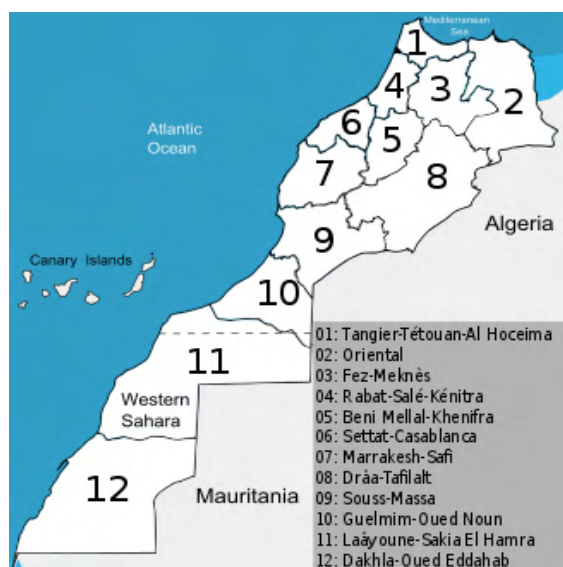 Mediterranean
Sea
1
4
3
2
6
5
7
8
9
10
11
12
Atlantic
Ocean
Algeria
Canary Islands
Western
Sahara
Mauritania
01: Tangier-Tétouan-Al Hoceima
02: Oriental
03: Fez-Meknès
04: Rabat-Salé-Kénitra
05: Beni Mellal-Khenifra
06: Settat-Casablanca
07: Marrakesh-Safi
08: Drâa-Tafilalt
09: Souss-Massa
10: Guelmim-Oued Noun
11: Laâyoune-Sakia El Hamra
12: Dakhla-Oued Eddahab